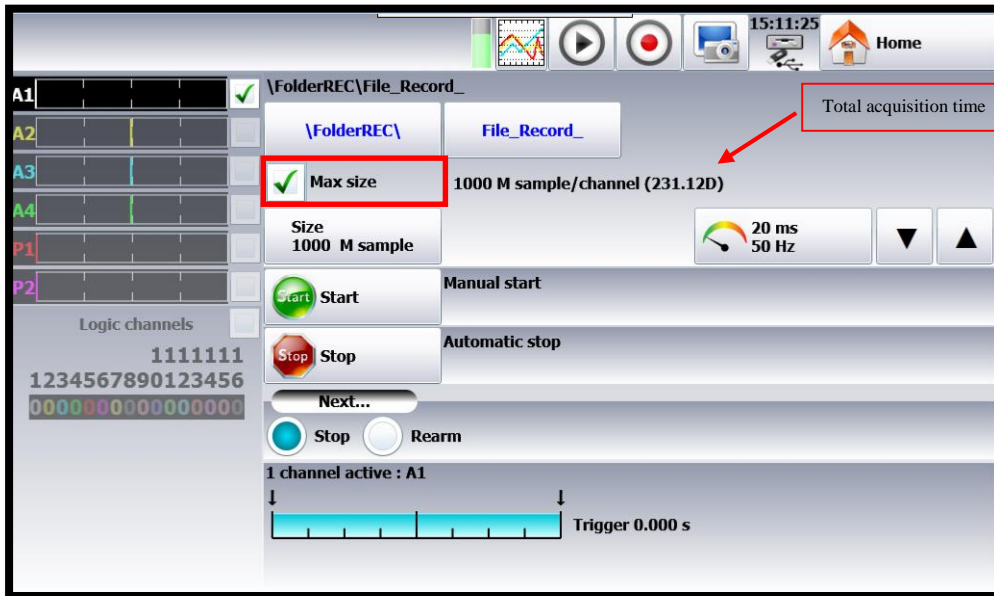 15:11:25
Home
A1
\FolderREC\File_Record_
Total acquisition time
A2
\FolderREC\
File_Record_
A3
Max size
1000 M sample/channel (231.12D)
A4
Size
1000 M sample
20 ms
50 Hz
P1
P2
Start
Start
Manual start
Logic channels
1111111
1234567890123456
0000000000000000
Stop
Stop
Automatic stop
Next...
Stop
Rearm
1 channel active : A1
Trigger 0.000 s